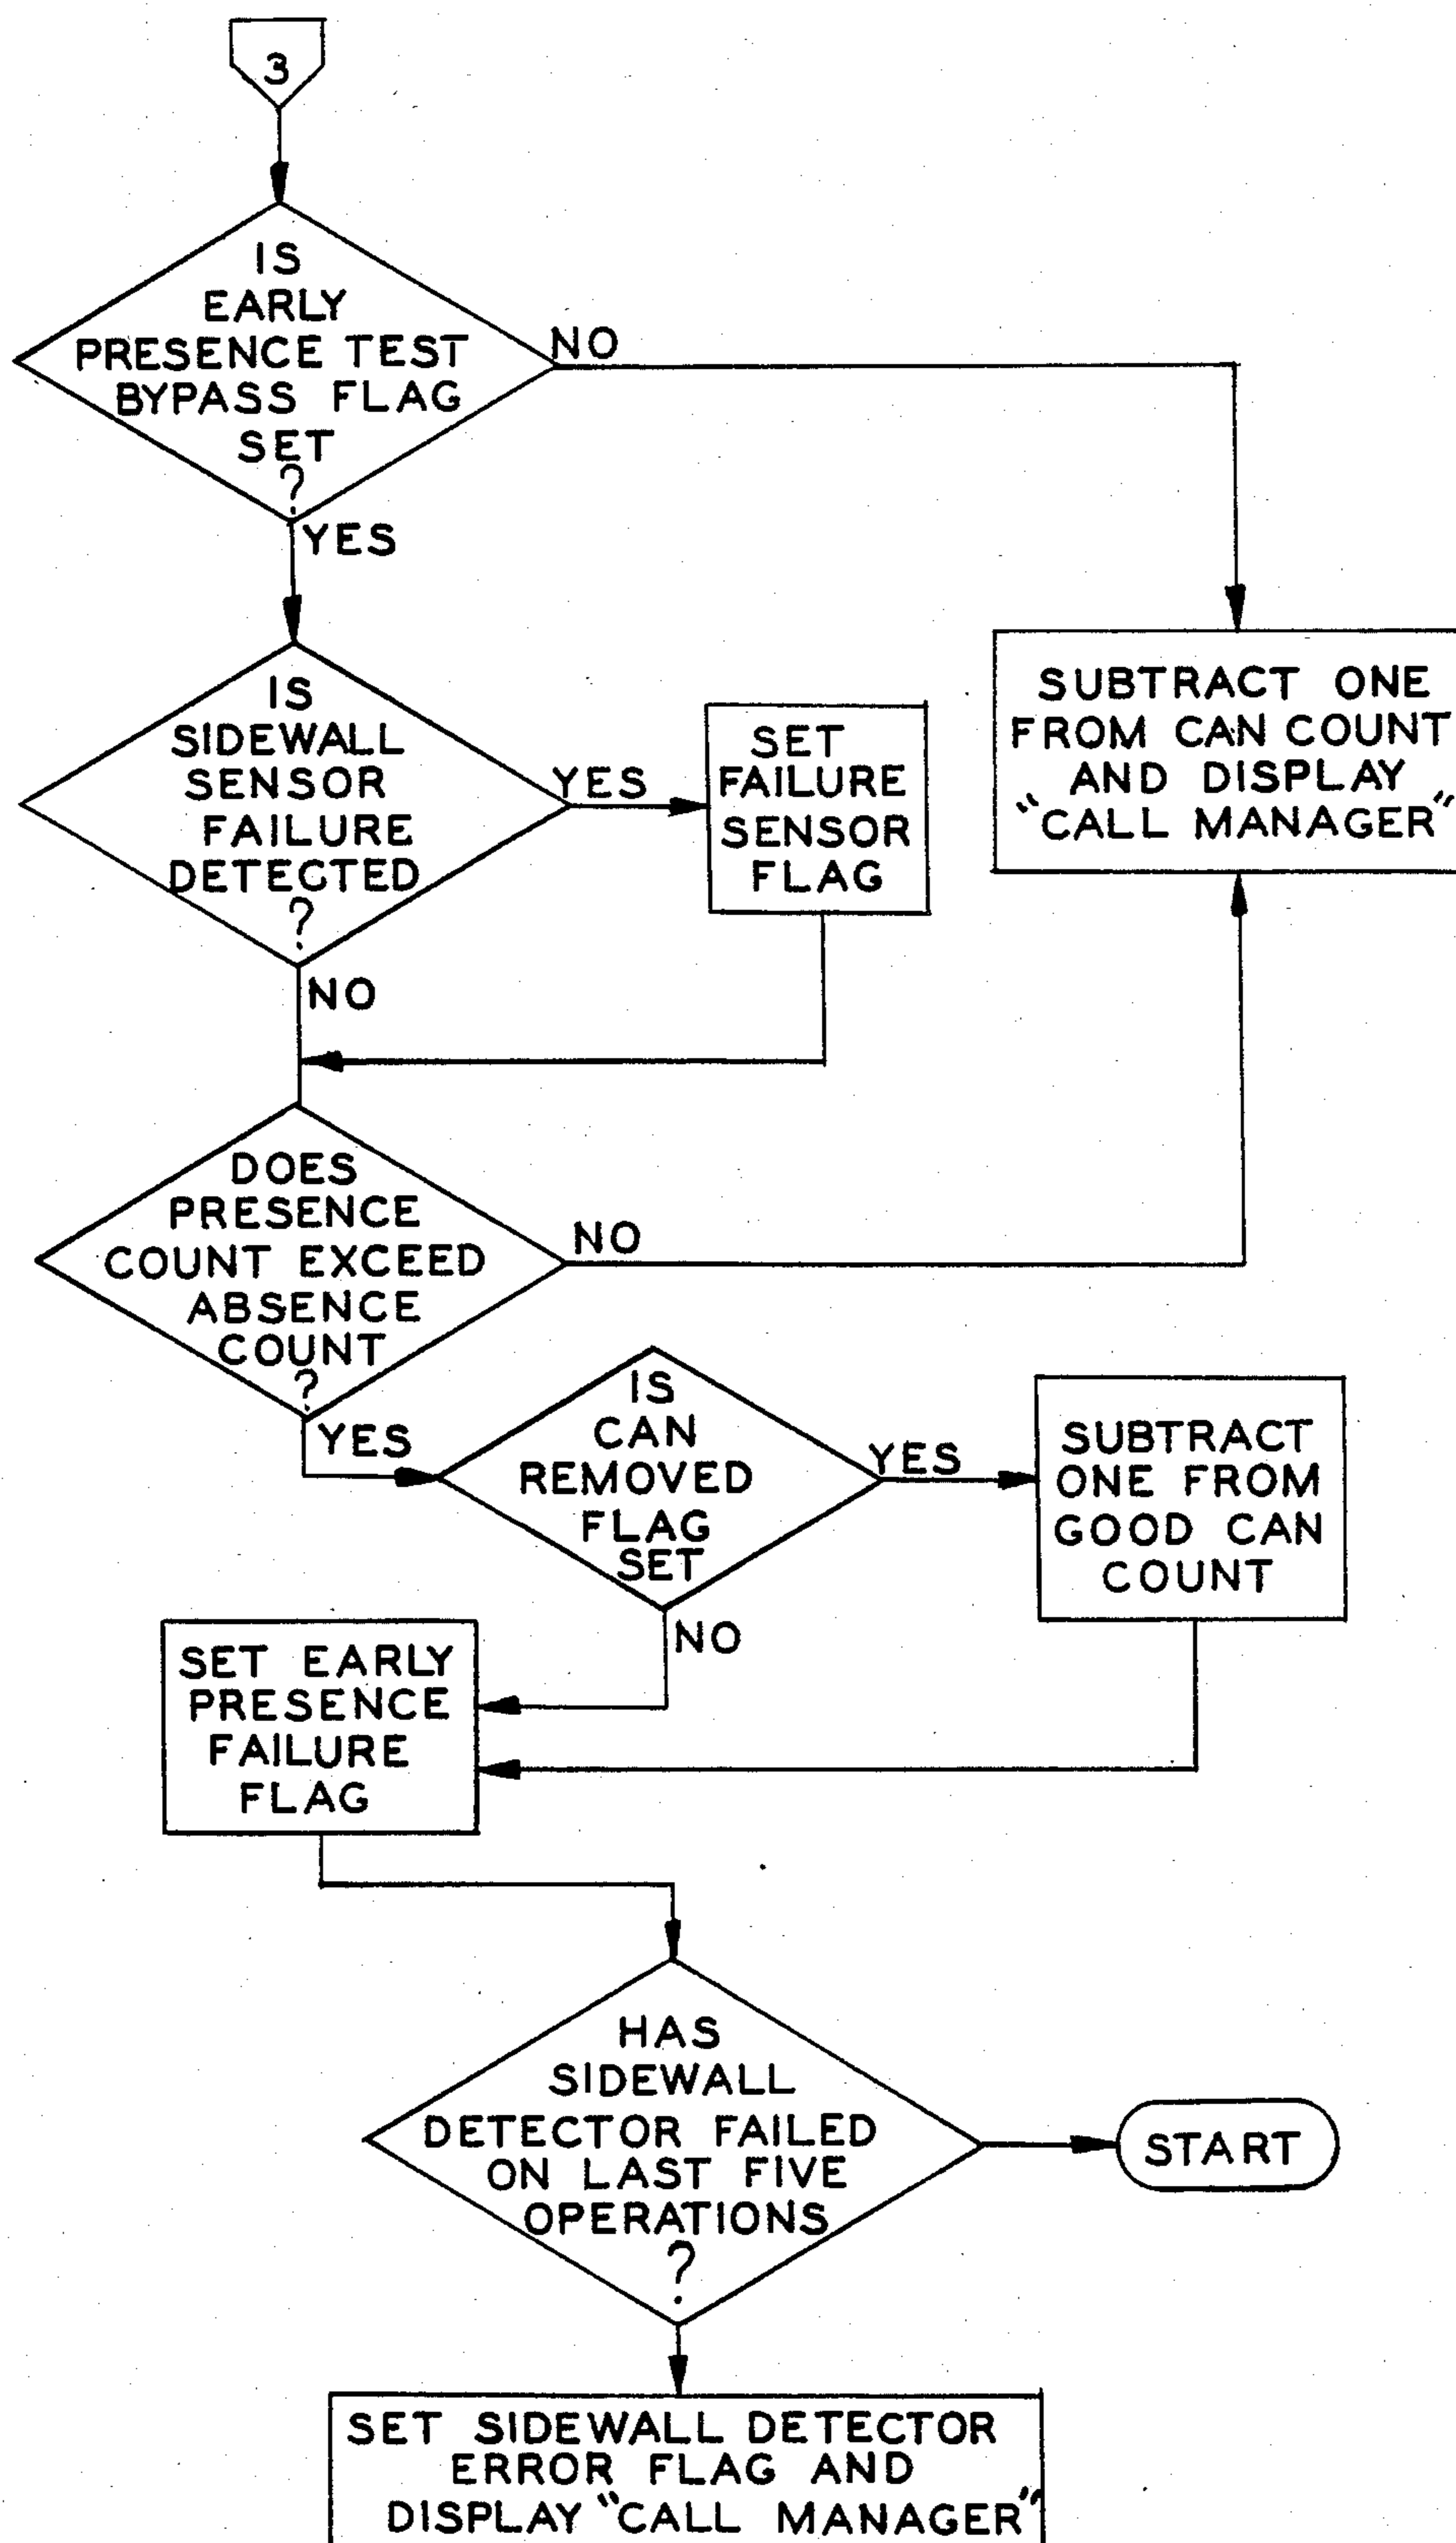 3
IS
EARLY
PRESENCE TEST
BYPASS FLAG
SET
?
NO
YES
IS
SIDEWALL
SENSOR
FAILURE
DETECTED
?
YES
NO
SET
FAILURE
SENSOR
FLAG
SUBTRACT ONE
FROM CAN COUNT
AND DISPLAY
"CALL MANAGER"
DOES
PRESENCE
COUNT EXCEED
ABSENCE
COUNT
?
NO
YES
IS
CAN
REMOVED
FLAG
SET
YES
NO
SUBTRACT
ONE FROM
GOOD CAN
COUNT
SET EARLY
PRESENCE
FAILURE
FLAG
HAS
SIDEWALL
DETECTOR FAILED
ON LAST FIVE
OPERATIONS
?
START
SET SIDEWALL DETECTOR
ERROR FLAG AND
DISPLAY "CALL MANAGER"